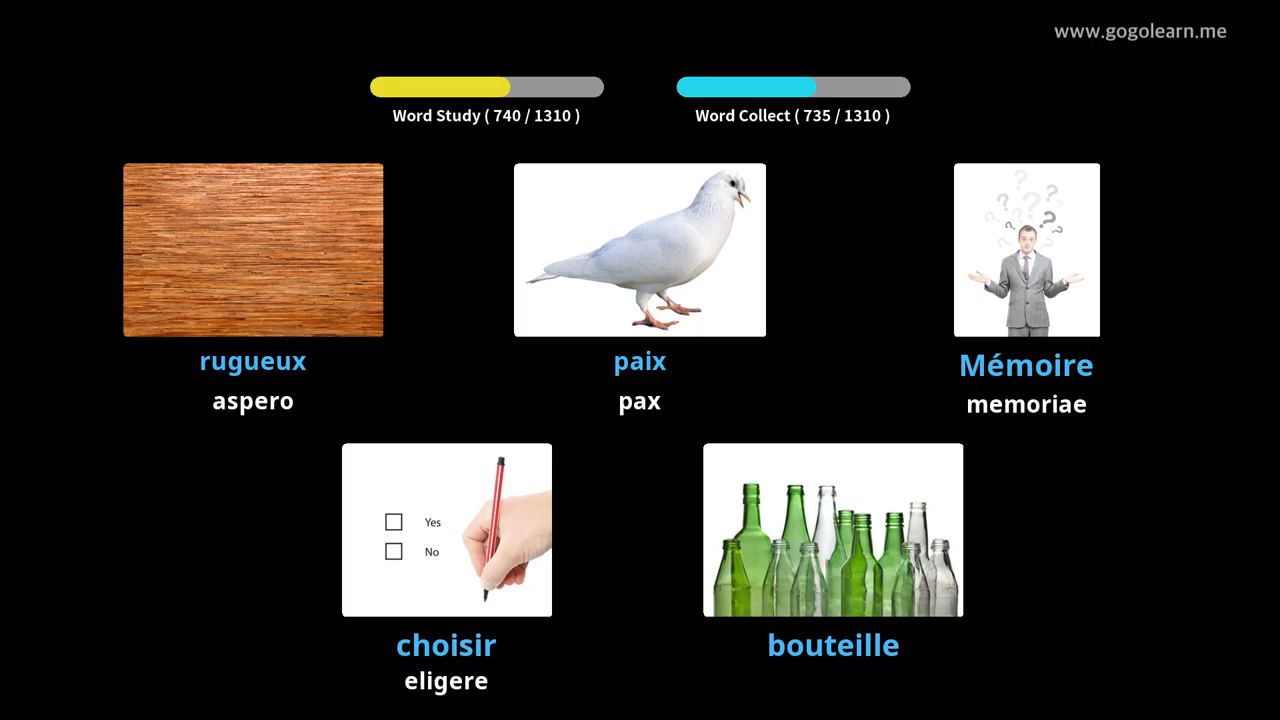 www.gogolearn.me
Word Study ( 740 / 1310 )
Word Collect ( 735 / 1310 )
rugueux
aspero
paix
pax
Mémoire
memoriae
Yes
No
choisir
eligere
bouteille